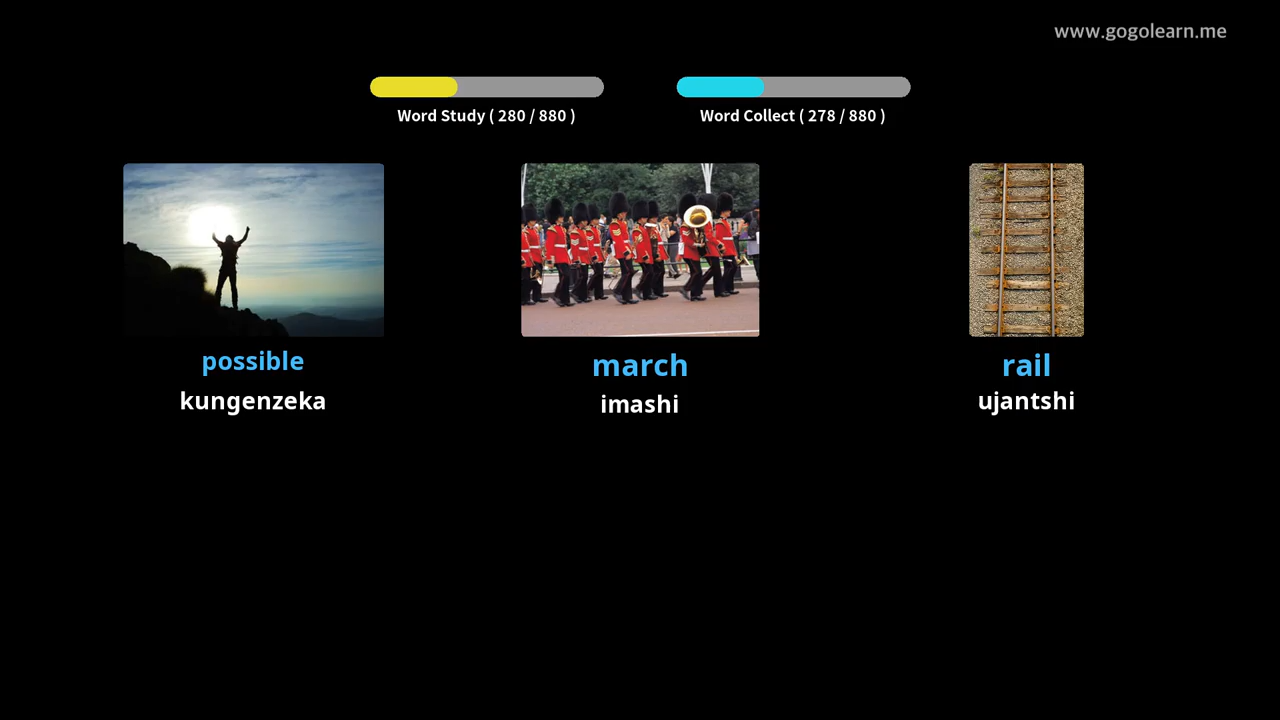 www.gogolearn.me
Word Study ( 280 / 880 )
Word Collect ( 278 / 880 )
possible
kungenzeka
march
imashi
rail
ujantshi